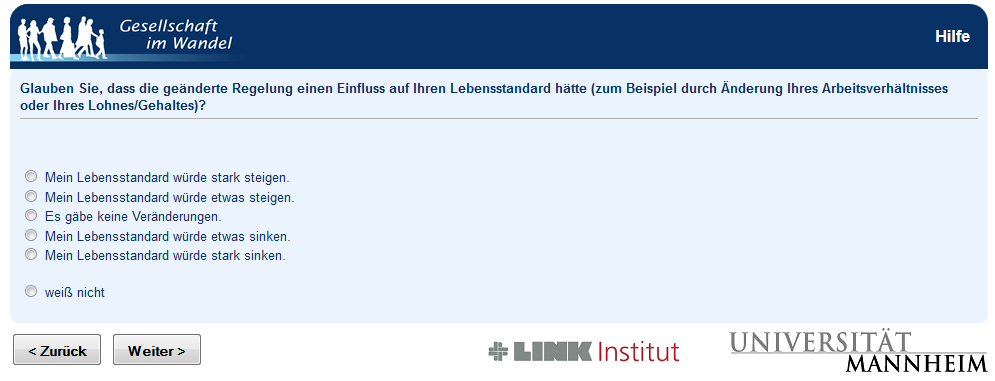 Gesellschaft
im Wandel
Hilfe
Glauben Sie, dass die geänderte Regelung einen Einfluss auf Ihren Lebensstandard hätte (zum Beispiel durch Änderung Ihres Arbeitsverhältnisses
oder Ihres Lohnes/Gehaltes)?
Mein Lebensstandard würde stark steigen.
Mein Lebensstandard würde etwas steigen.
Es gäbe keine Veränderungen.
Mein Lebensstandard würde etwas sinken.
Mein Lebensstandard würde stark sinken.
weiß nicht
< Zurück
Weiter >
LINK Institut
UNIVERSITÄT
MANNHEIM